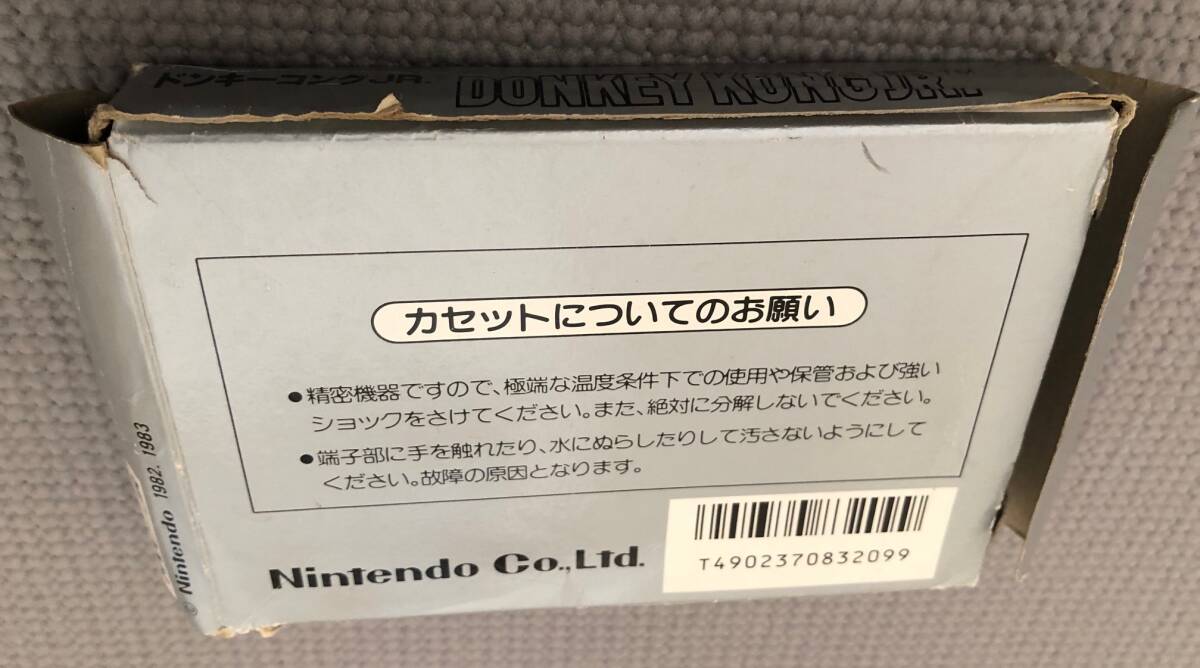 ドンキーコングJR. DONKEY KONG JR.™
カセットについてのお願い
●精密機器ですので、極端な温度条件下での使用や保管および強い
ショックをさけてください。また、絶対に分解しないでください。
●端子部に手を触れたり、水にぬらしたりして汚さないようにして
ください。故障の原因となります。
Nintendo Co.,Ltd.
T4902370832099
© Nintendo 1982. 1983